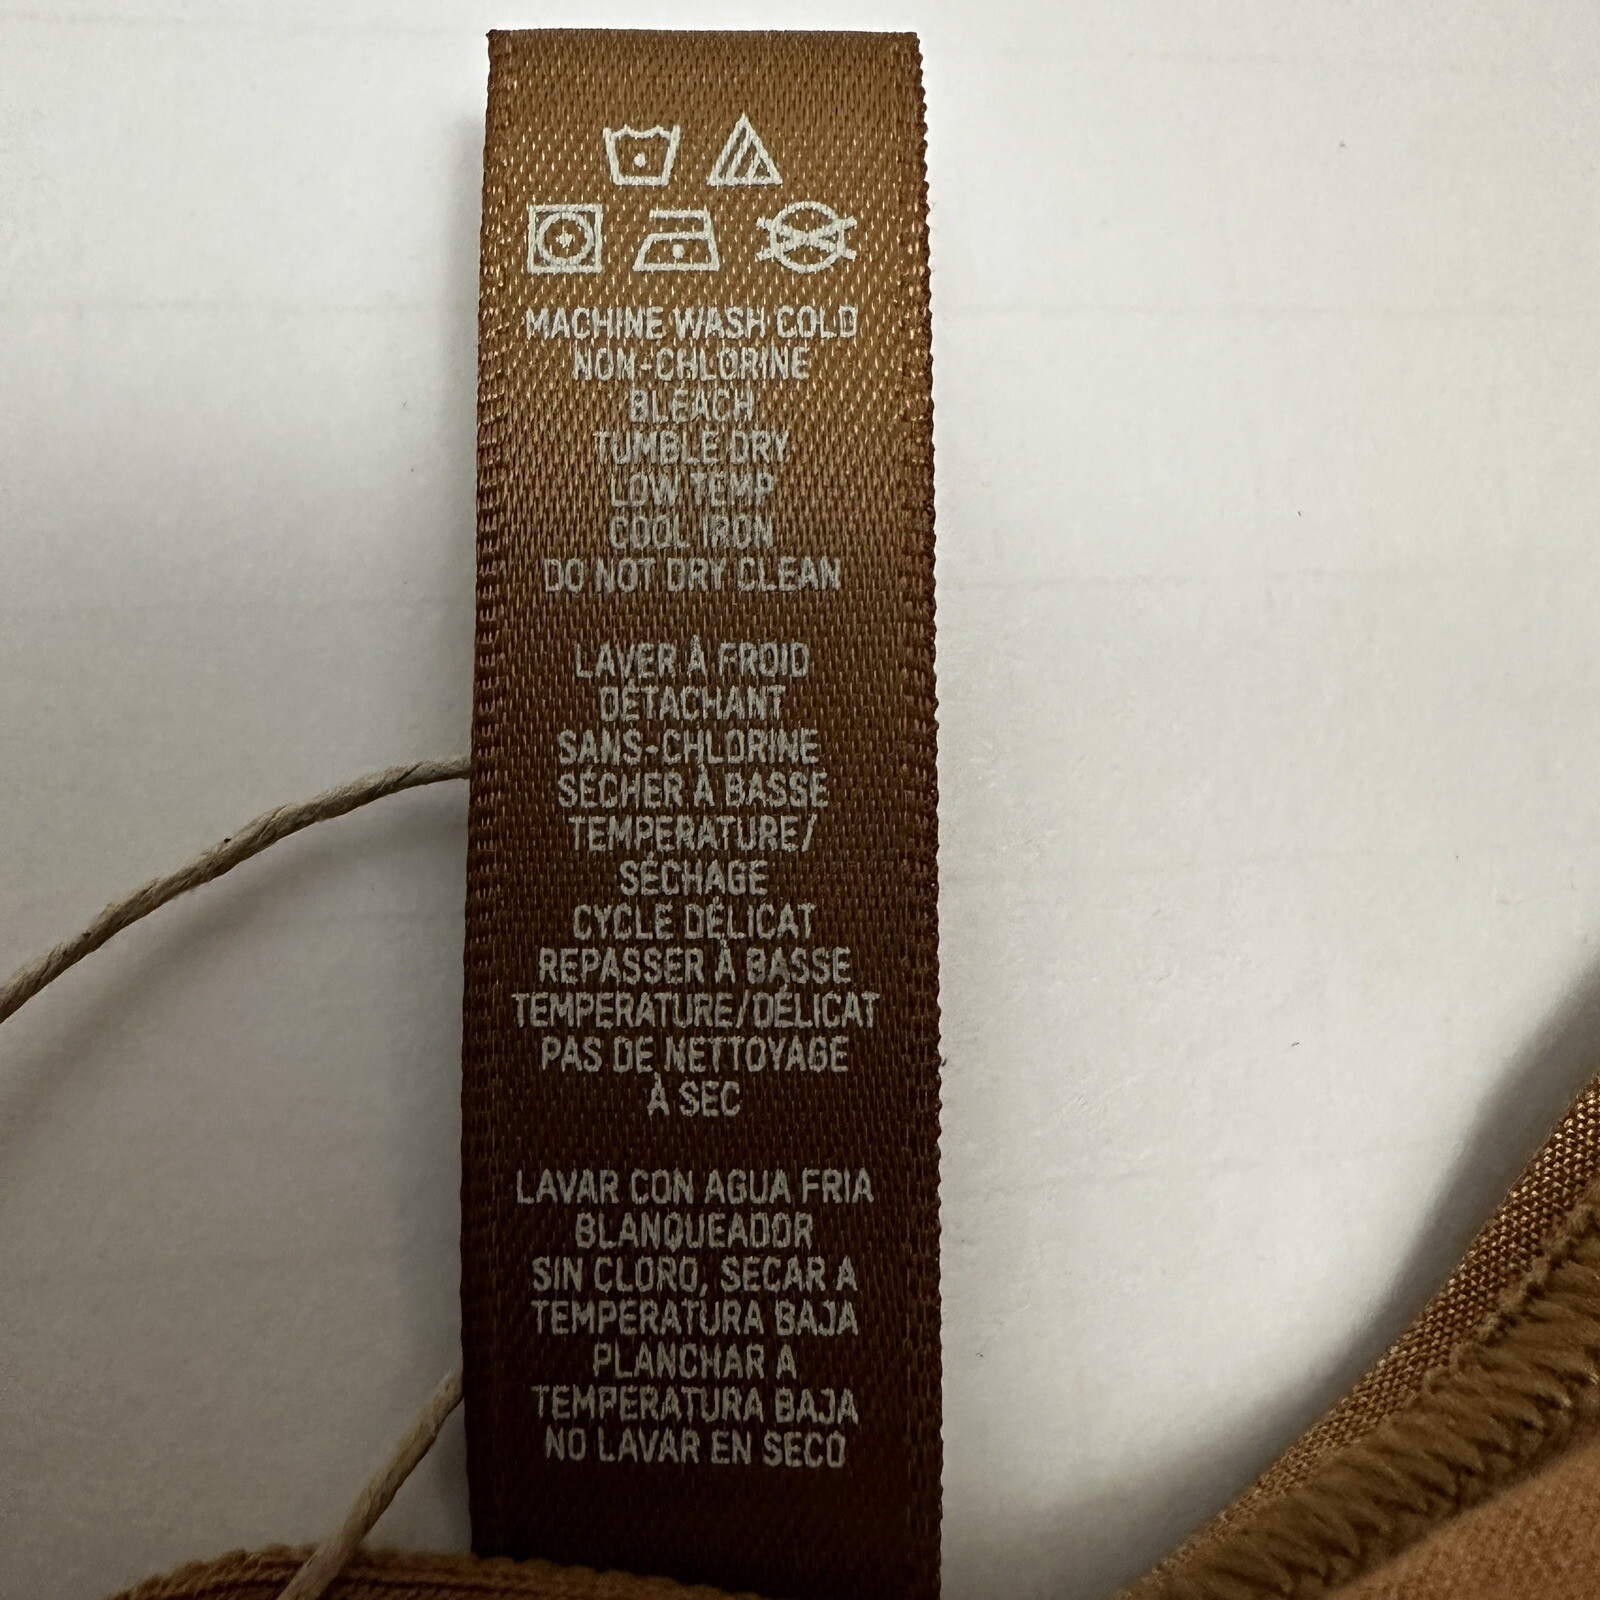 MACHINE WASH COLD
NON-CHLORINE
BLEACH
TUMBLE DRY
LOW TEMP
COOL IRON
DO NOT DRY CLEAN
LAVER À FROID
DÉTACHANT
SANS-CHLORINE
SÉCHER À BASSE
TEMPERATURE/
SÉCHAGE
CYCLE DÉLICAT
REPASSER À BASSE
TEMPERATURE/DÉLICAT
PAS DE NETTOYAGE
À SEC
LAVAR CON AGUA FRIA
BLANQUEADOR
SIN CLORO, SECAR A
TEMPERATURA BAJA
PLANCHAR A
TEMPERATURA BAJA
NO LAVAR EN SECO